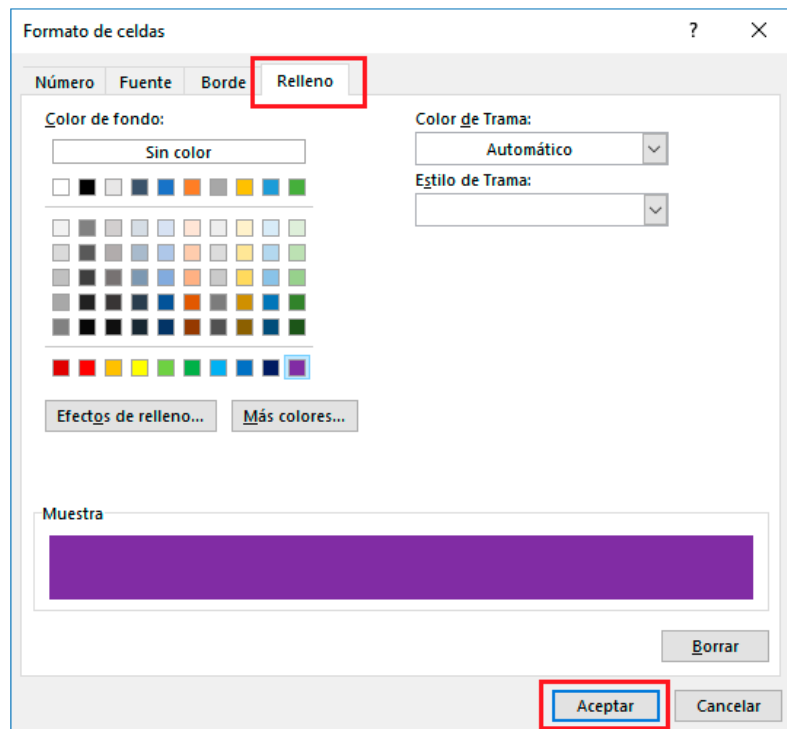 Formato de celdas ?
Número Fuente Borde Relleno
Color de fondo:
Sin color
Color de Trama:
Automático
Estilo de Trama:
Efectos de relleno... Más colores...
Muestra
Borrar
Aceptar Cancelar